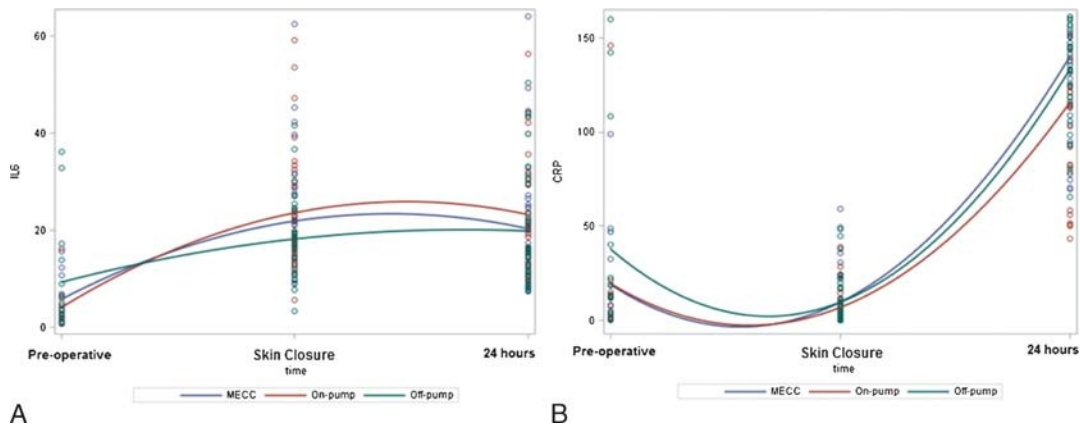 60
40
20
0
IL6
Pre-operative
Skin Closure
24 hours
time
MECC On-pump Off-pump
A
150
100
50
0
CRP
Pre-operative
Skin Closure
24 hours
time
MECC On-pump Off-pump
B